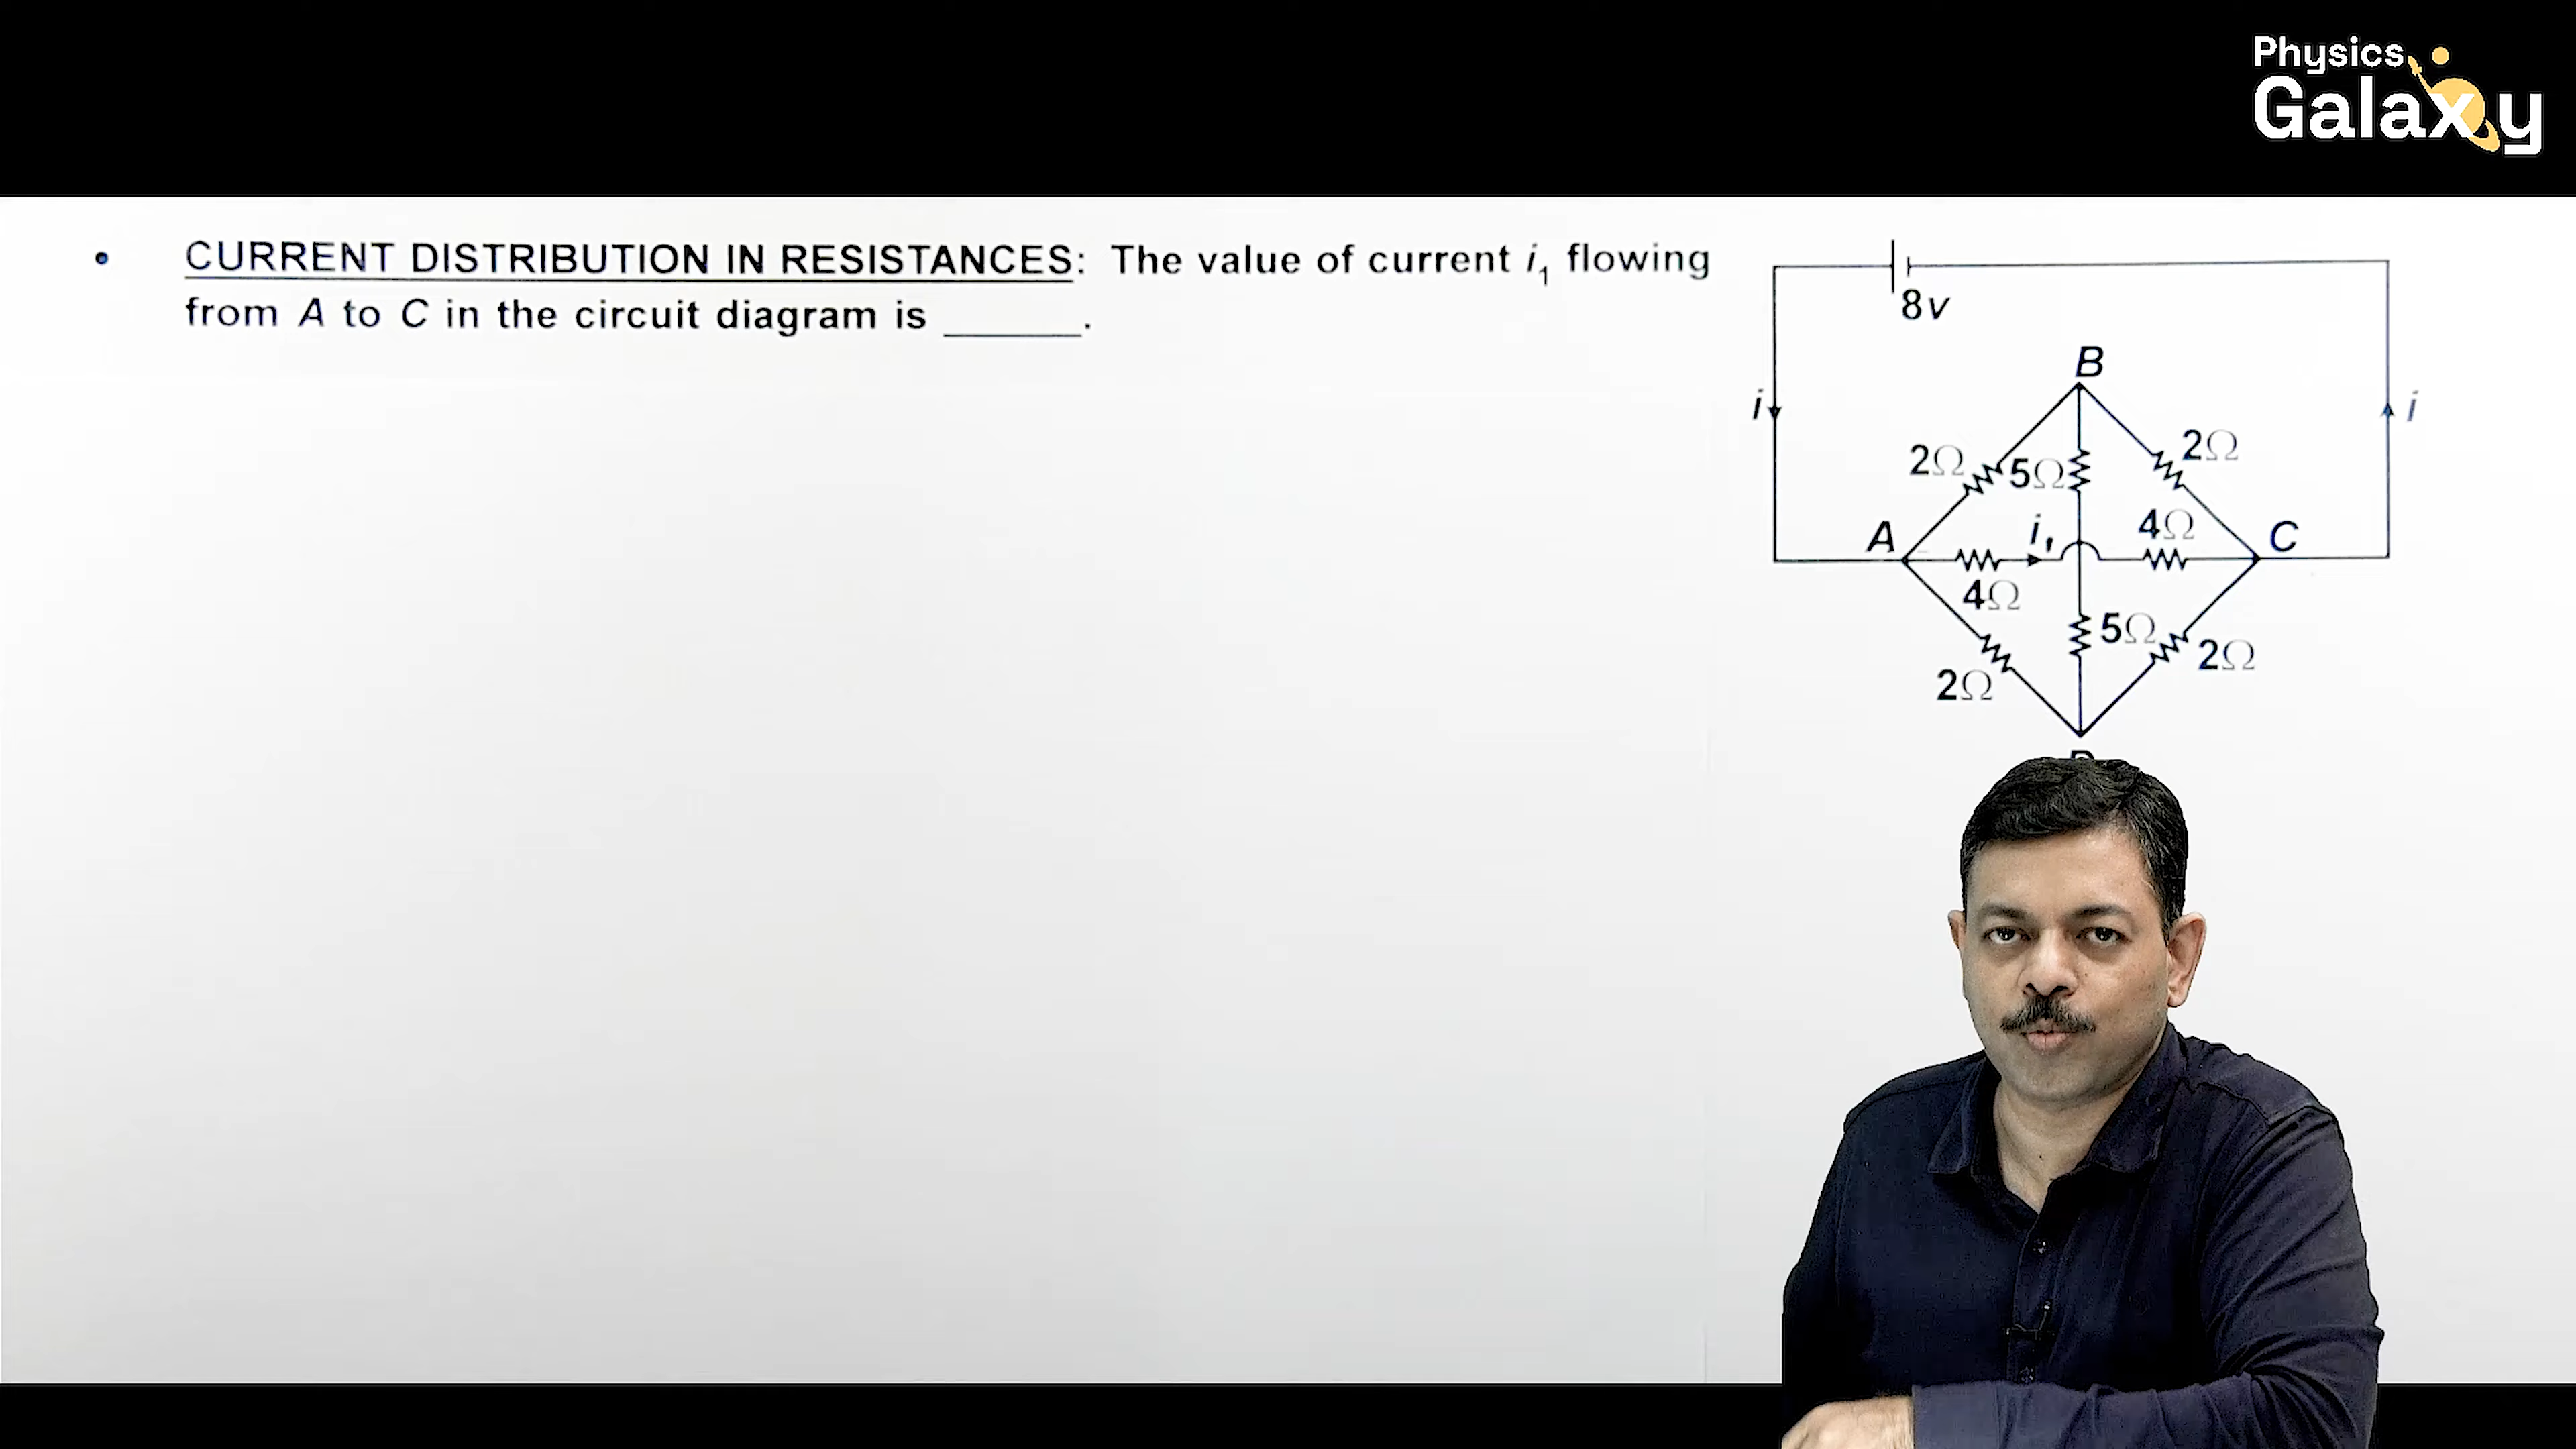 Physics
Galaxy
• CURRENT DISTRIBUTION IN RESISTANCES: The value of current i₁ flowing
from A to C in the circuit diagram is ______.
8v
B
i
i
2Ω
5Ω
2Ω
A
i₁
4Ω
C
4Ω
5Ω
2Ω
2Ω